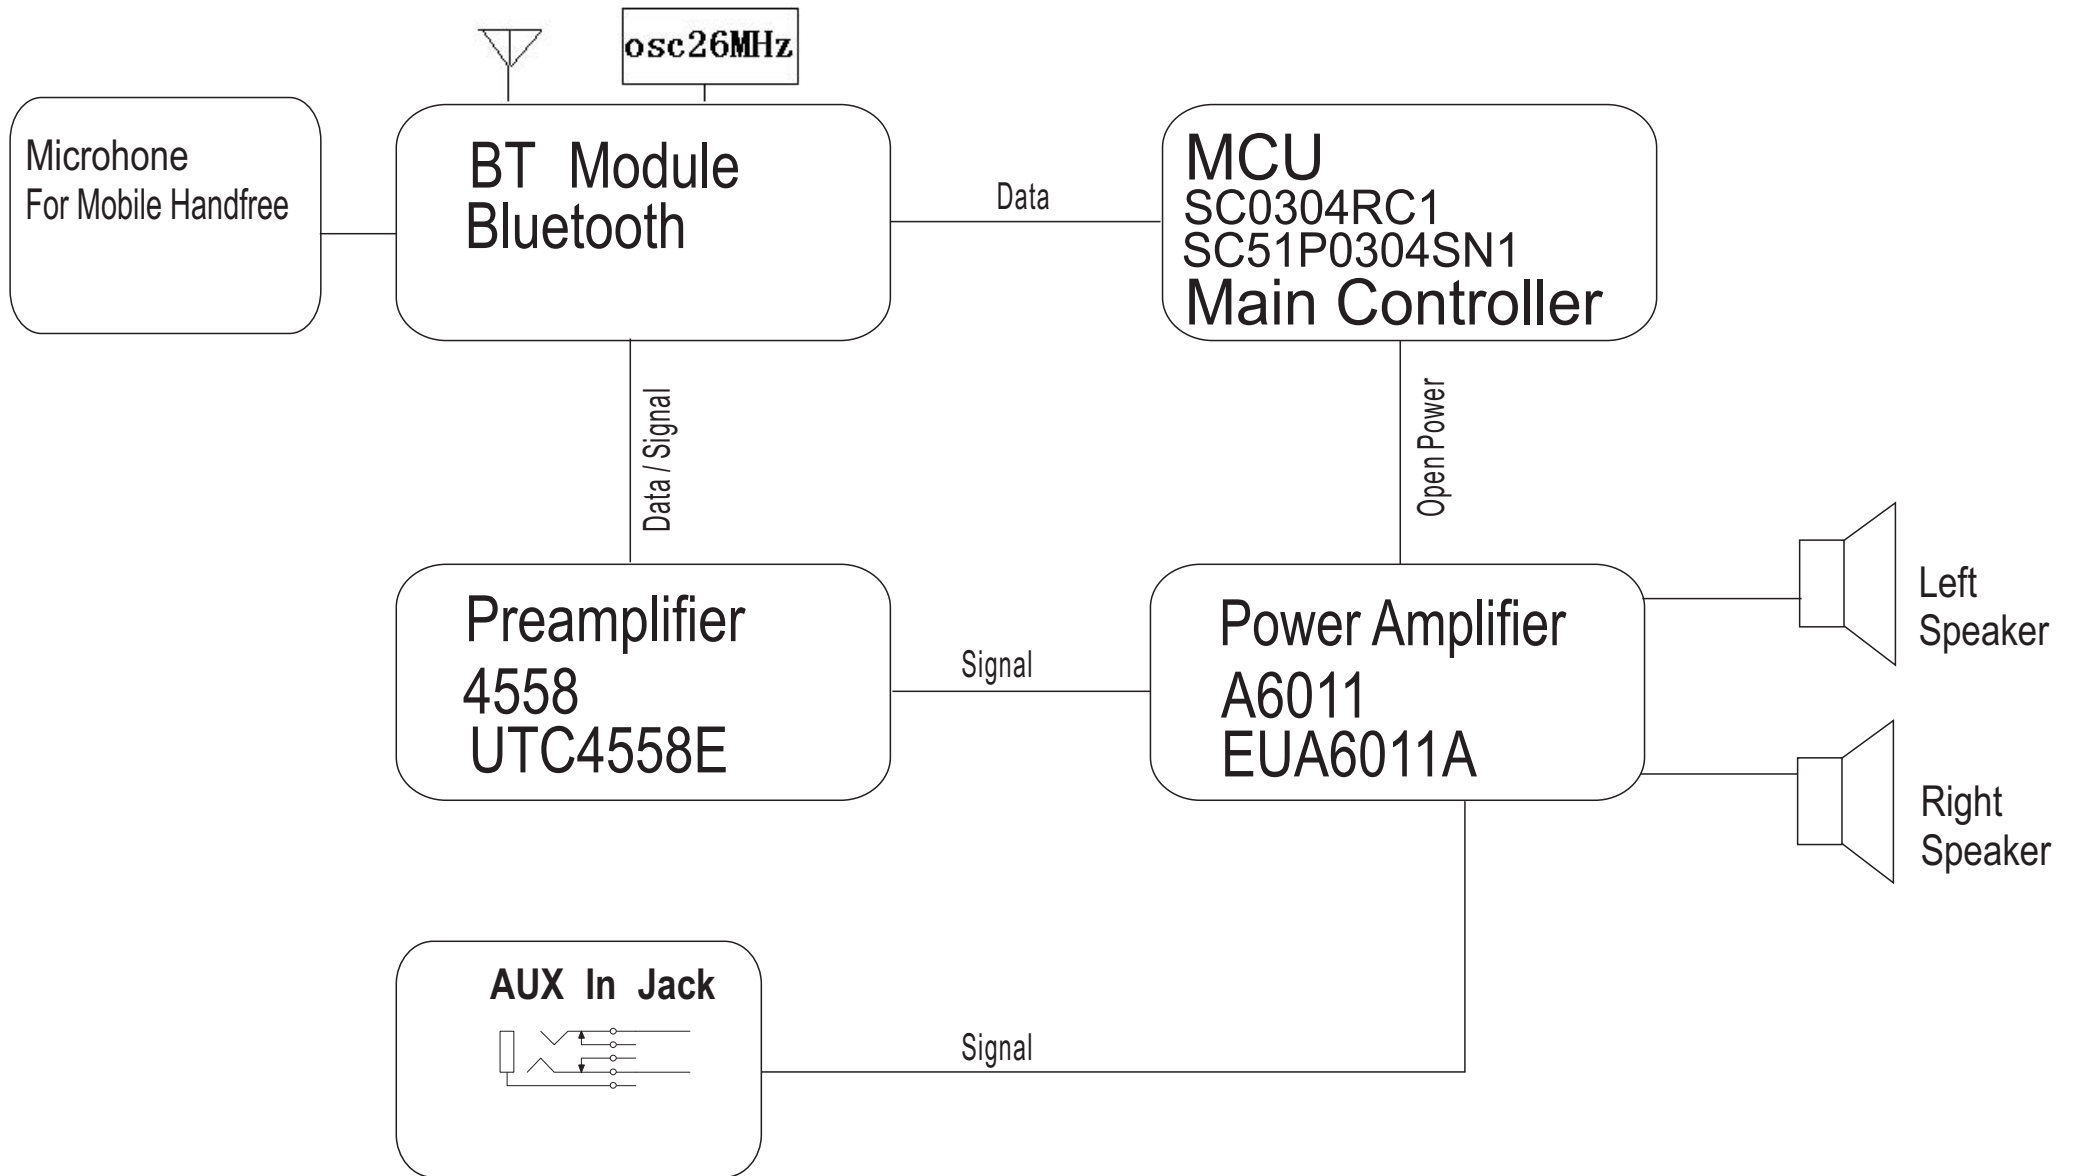 osc26MHz
Microhone
For Mobile Handfree
BT Module
Bluetooth
Data
MCU
SC0304RC1
SC51P0304SN1
Main Controller
Data / Signal
Open Power
Preamplifier
4558
UTC4558E
Signal
Power Amplifier
A6011
EUA6011A
Left
Speaker
Right
Speaker
AUX In Jack
Signal